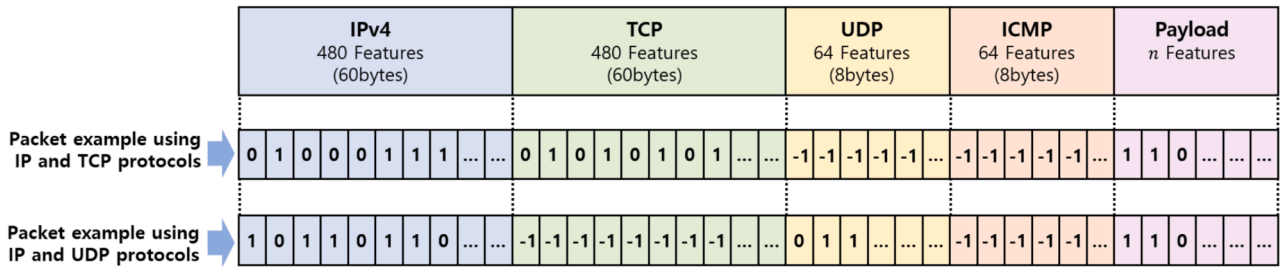 IPv4 TCP UDP ICMP Payload
480 Features 480 Features 64 Features 64 Features n Features
(60bytes) (60bytes) (8bytes) (8bytes)
Packet example using
IP and TCP protocols
0 1 0 0 0 1 1 1 ... ... 0 1 0 1 0 1 0 1 ... ... -1 -1 -1 -1 -1 ... -1 -1 -1 -1 -1 ... 1 1 0 ... ... ...
Packet example using
IP and UDP protocols
1 0 1 1 0 1 1 0 ... ... -1 -1 -1 -1 -1 -1 -1 -1 ... ... 0 1 1 ... ... ... -1 -1 -1 -1 -1 ... 1 1 0 ... ... ...